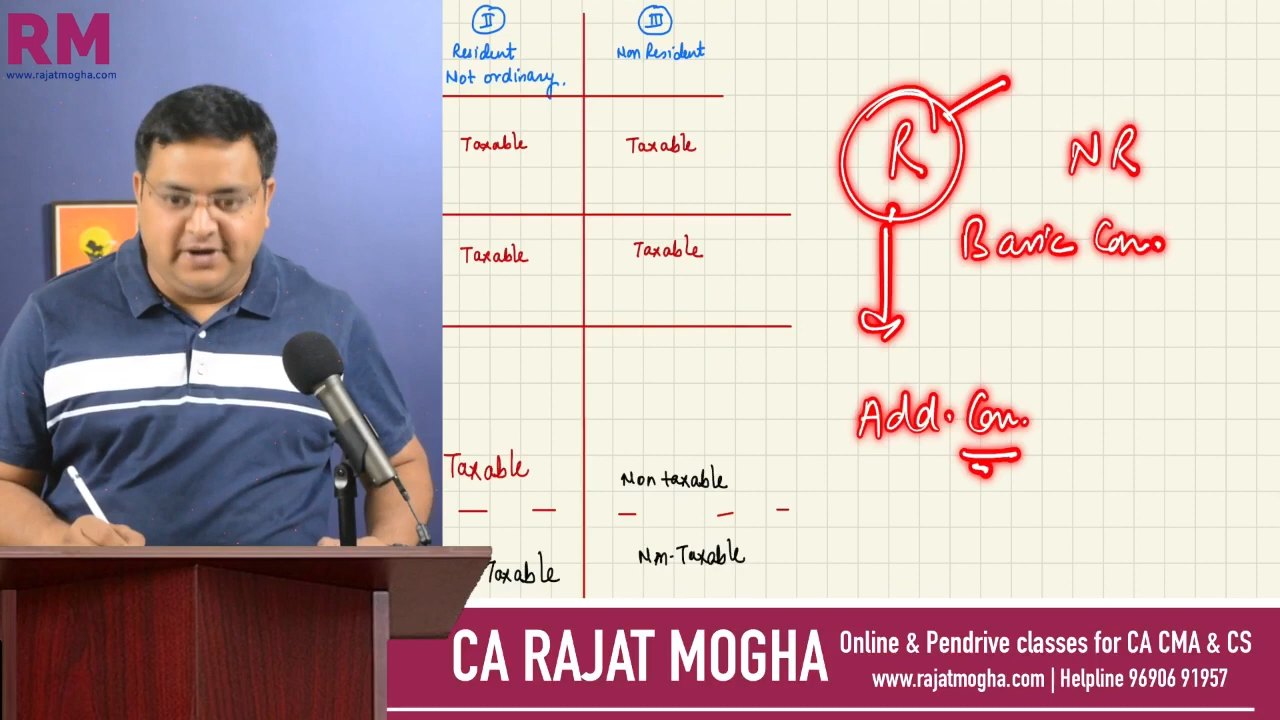 RM
www.rajatmogha.com
II
III
Resident
Not ordinary.
Non Resident
Taxable
Taxable
Taxable
Taxable
Taxable
Non taxable
Taxable
Nm-Taxable
R
NR
Basic Con.
Add. Con.
CA RAJAT MOGHA
Online & Pendrive classes for CA CMA & CS
www.rajatmogha.com | Helpline 96906 91957